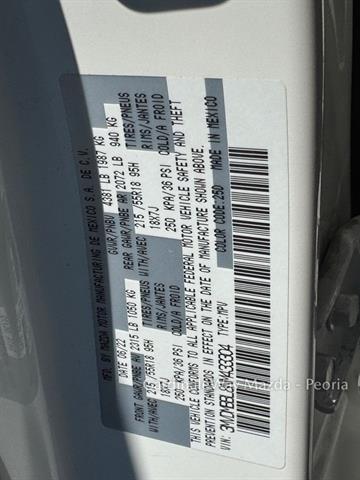 MFD. BY MAZDA MOTOR MANUFACTURING DE MEXICO S.A. DE C.V.
DATE: 06/22 GVWR/PNBV 4381 LB 1987 KG
FRONT GAWR/PNBE AV 2315 LB 1050 KG REAR GAWR/PNBE AR 2072 LB 940 KG
WITH/AVEC 215/55R18 95H TIRES/PNEUS WITH/AVEC 215/55R18 95H TIRES/PNEUS
18X7J RIMS/JANTES 18X7J RIMS/JANTES
250 KPA/36 PSI COLD/A FROID 250 KPA/36 PSI COLD/A FROID
THIS VEHICLE CONFORMS TO ALL APPLICABLE FEDERAL MOTOR VEHICLE SAFETY AND THEFT
PREVENTION STANDARDS IN EFFECT ON THE DATE OF MANUFACTURE SHOWN ABOVE.
TYPE: MPV COLOR CODE: 25D MADE IN MEXICO
VIN:
Mazda - Peoria